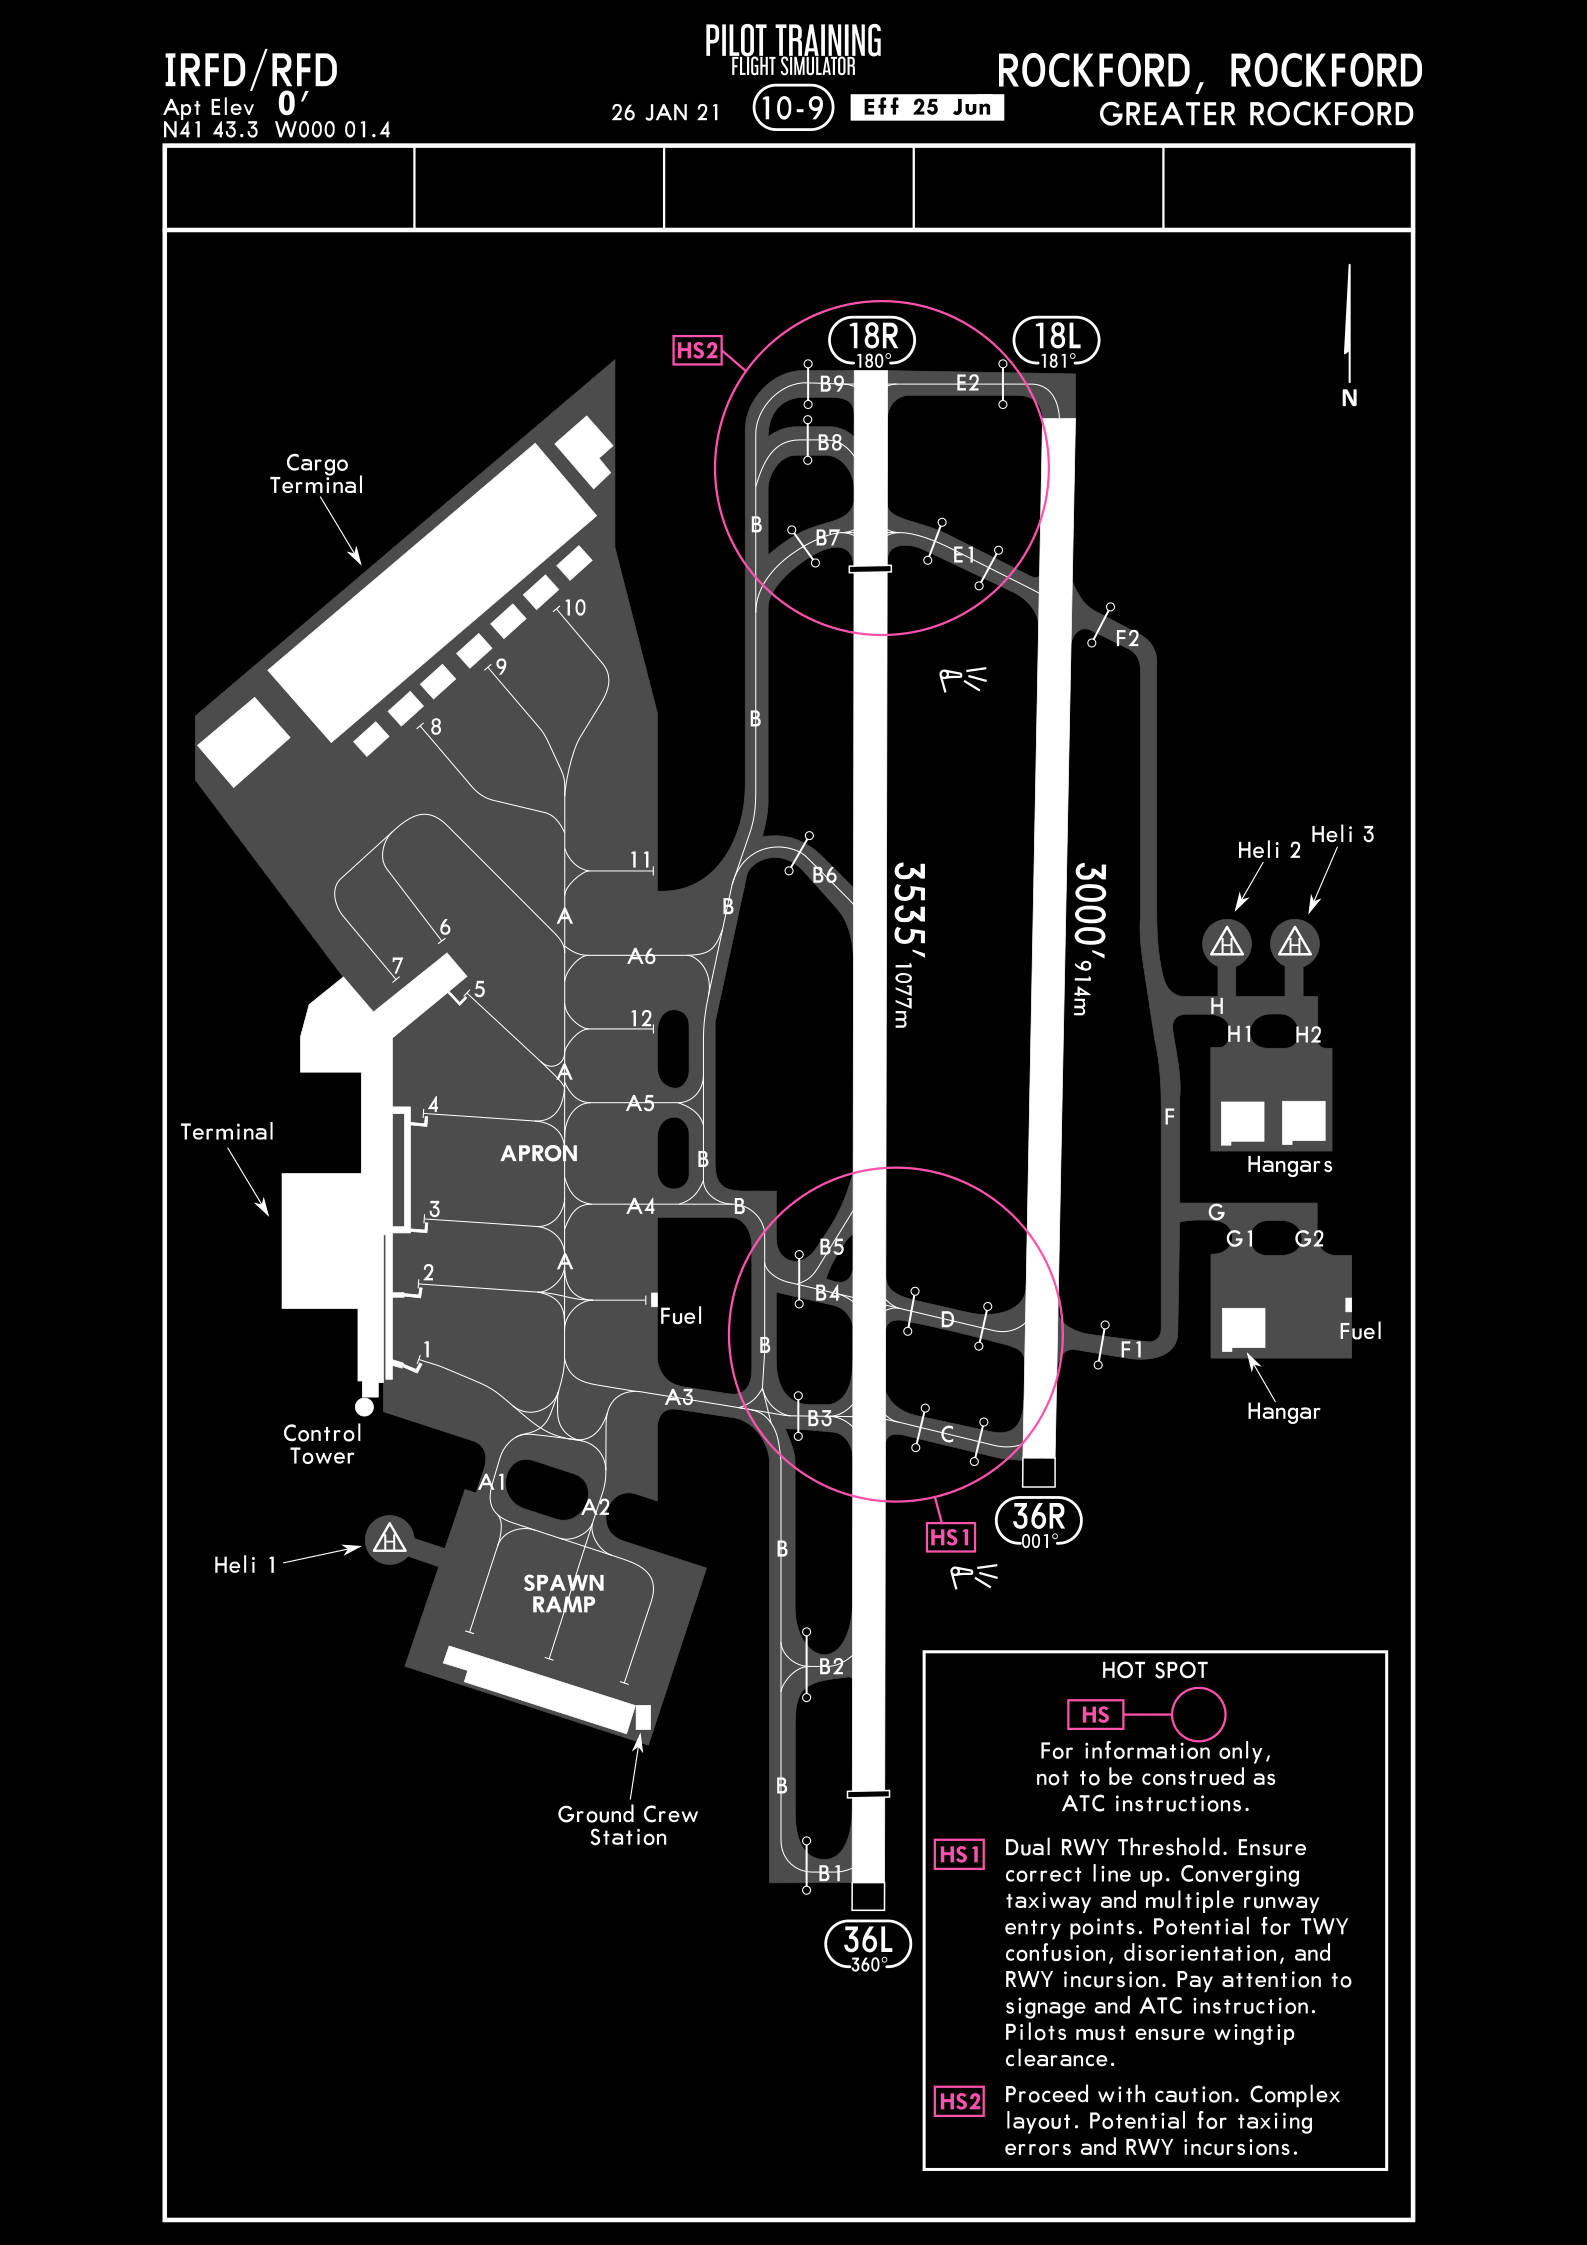 PILOT TRAINING
FLIGHT SIMULATOR
IRFD/RFD
Apt Elev 0′
N41 43.3 W000 01.4
26 JAN 21
10-9
Eff 25 Jun
ROCKFORD, ROCKFORD
GREATER ROCKFORD
N
HS2
18R
180°
18L
181°
B9
E2
B8
B
B7
E1
F2
Cargo
Terminal
10
9
8
B
11
A
B6
B
A6
6
7
5
12
A
A5
4
APRON
B
3535′ 1077m
3000′ 914m
Heli 2
Heli 3
H
H1
H2
F
Hangars
Terminal
3
A4
B
G
G1
G2
B5
A
2
B4
D
Fuel
Fuel
B
F1
1
A3
B3
C
Hangar
Control
Tower
A1
A2
36R
001°
HS1
B
Heli 1
SPAWN
RAMP
B2
B
Ground Crew
Station
B1
36L
360°
HOT SPOT
HS
For information only,
not to be construed as
ATC instructions.
HS1
Dual RWY Threshold. Ensure
correct line up. Converging
taxiway and multiple runway
entry points. Potential for TWY
confusion, disorientation, and
RWY incursion. Pay attention to
signage and ATC instruction.
Pilots must ensure wingtip
clearance.
HS2
Proceed with caution. Complex
layout. Potential for taxiing
errors and RWY incursions.